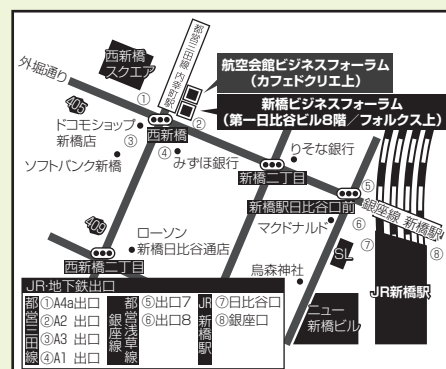 外堀通り
西新橋
スクエア
都営三田線 内幸町駅
航空会館ビジネスフォーラム
(カフェドクリエ上)
新橋ビジネスフォーラム
(第一日比谷ビル8階/フォルクス上)
405
①
ドコモショップ
新橋店
③
西新橋
②
④
みずほ銀行
ソフトバンク新橋
りそな銀行
新橋二丁目
新橋駅日比谷口前
⑤
銀座線 新橋駅
⑥
マクドナルド
⑦
⑧
409
ローソン
新橋日比谷通店
西新橋二丁目
烏森神社
SL
JR新橋駅
ニュー
新橋ビル
JR・地下鉄出口
都営三田線
①A4a出口
②A2 出口
③A3 出口
④A1 出口
都営浅草線
銀座線
⑤出口7
⑥出口8
JR新橋駅
⑦日比谷口
⑧銀座口